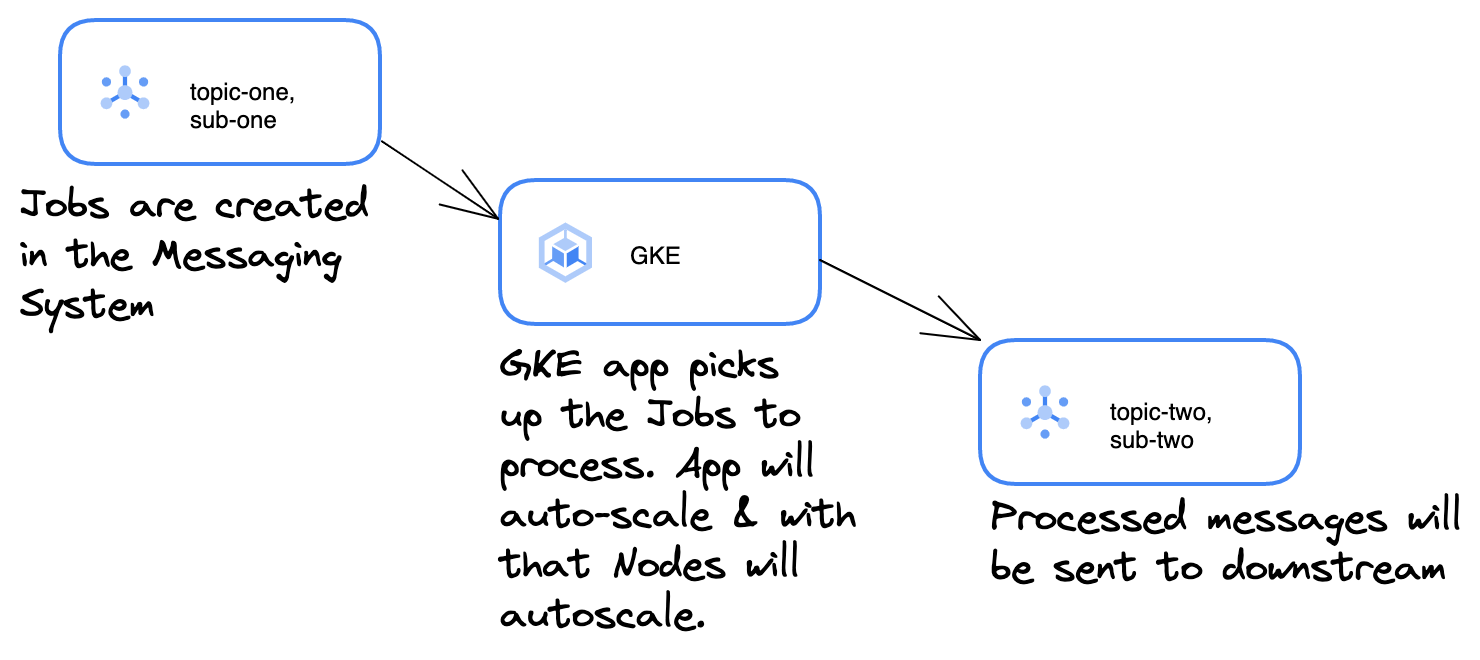 topic-one,
sub-one
Jobs are created
in the Messaging
System
GKE
GKE app picks
up the Jobs to
process. App will
auto-scale & with
that Nodes will
autoscale.
topic-two,
sub-two
Processed messages will
be sent to downstream